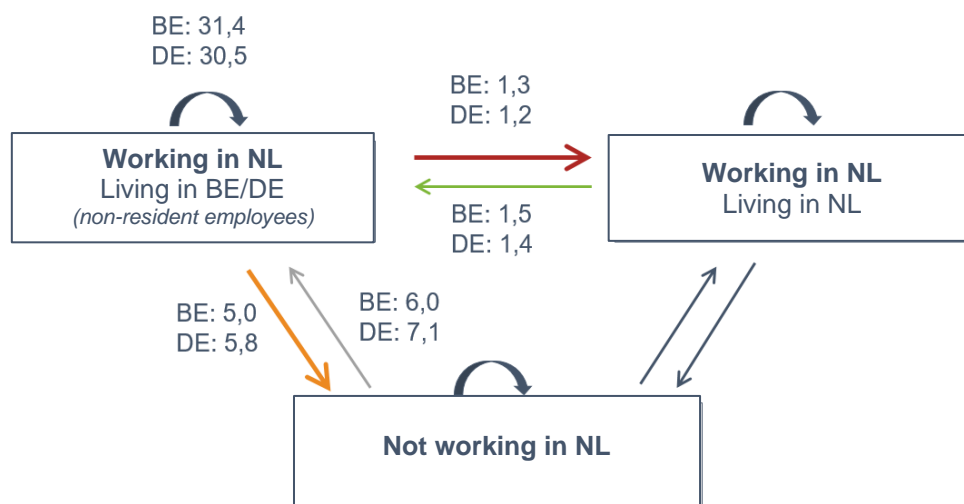 BE: 31,4
DE: 30,5
BE: 1,3
DE: 1,2
Working in NL
Living in BE/DE
(non-resident employees)
Working in NL
Living in NL
BE: 1,5
DE: 1,4
BE: 5,0
DE: 5,8
BE: 6,0
DE: 7,1
Not working in NL